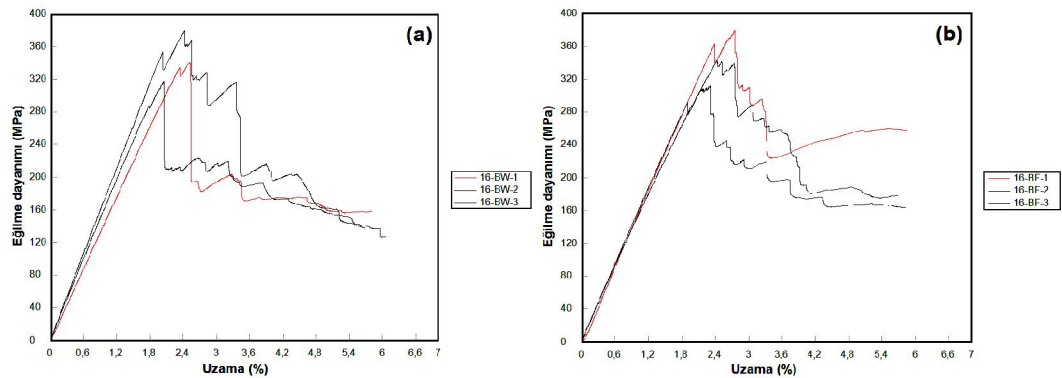 (a)
Eğilme dayanımı (MPa)
400
360
320
280
240
200
160
120
80
40
0
0 0,6 1,2 1,8 2,4 3 3,6 4,2 4,8 5,4 6 6,6 7
Uzama (%)
16-BW-1
16-BW-2
16-BW-3
(b)
Eğilme dayanımı (MPa)
400
360
320
280
240
200
160
120
80
40
0
0 0,6 1,2 1,8 2,4 3 3,6 4,2 4,8 5,4 6 6,6 7
Uzama (%)
16-BF-1
16-BF-2
16-BF-3